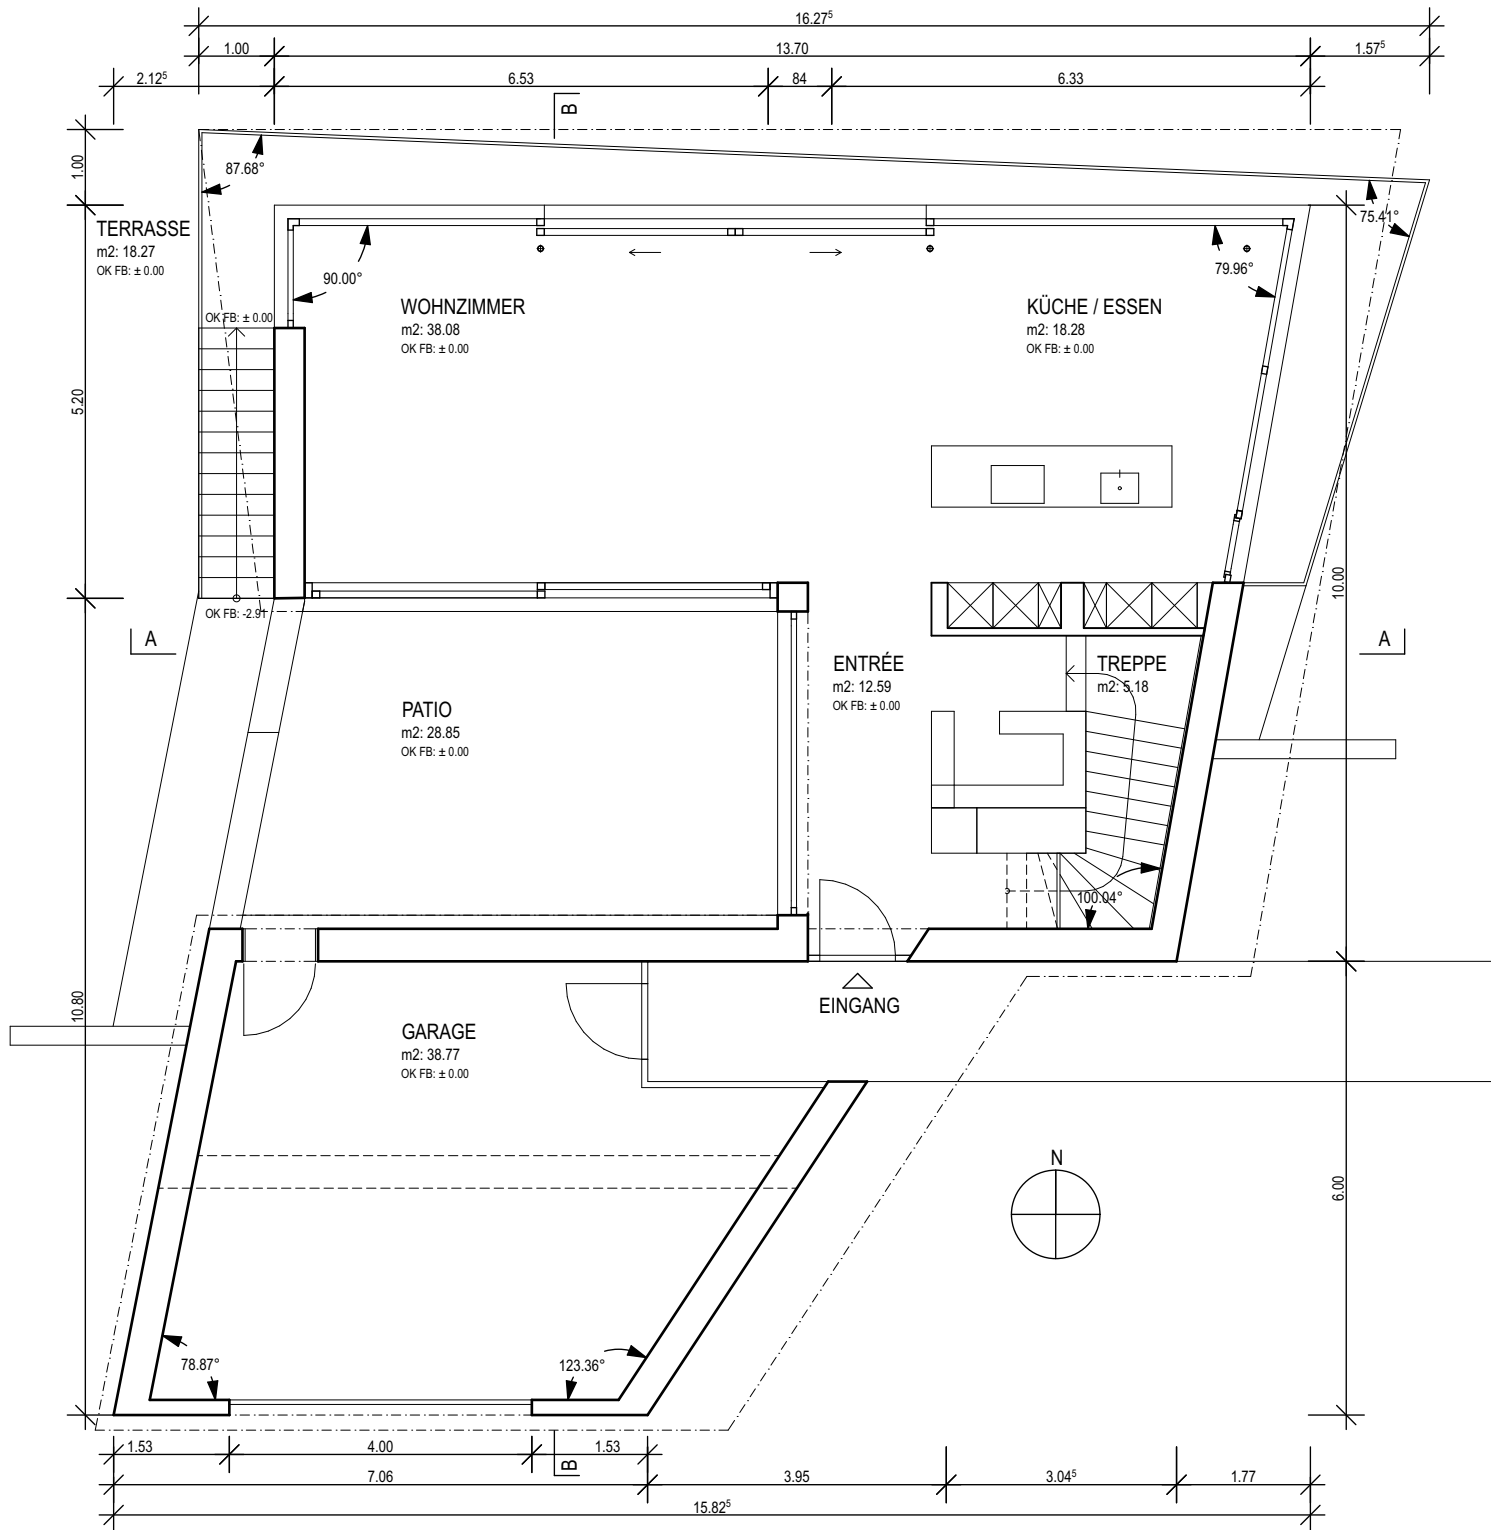 16.27⁵
1.00
13.70
1.57⁵
2.12⁵
6.53
84
6.33
B
1.00
87.68°
75.41°
TERRASSE
m2: 18.27
OK FB: ± 0.00
90.00°
79.96°
WOHNZIMMER
m2: 38.08
OK FB: ± 0.00
KÜCHE / ESSEN
m2: 18.28
OK FB: ± 0.00
OK FB: ± 0.00
5.20
10.00
OK FB: -2.91
A
A
ENTRÉE
m2: 12.59
OK FB: ± 0.00
TREPPE
m2: 5.18
PATIO
m2: 28.85
OK FB: ± 0.00
100.04°
10.80
EINGANG
GARAGE
m2: 38.77
OK FB: ± 0.00
N
6.00
78.87°
123.36°
1.53
4.00
1.53
B
7.06
3.95
3.04⁵
1.77
15.82⁵